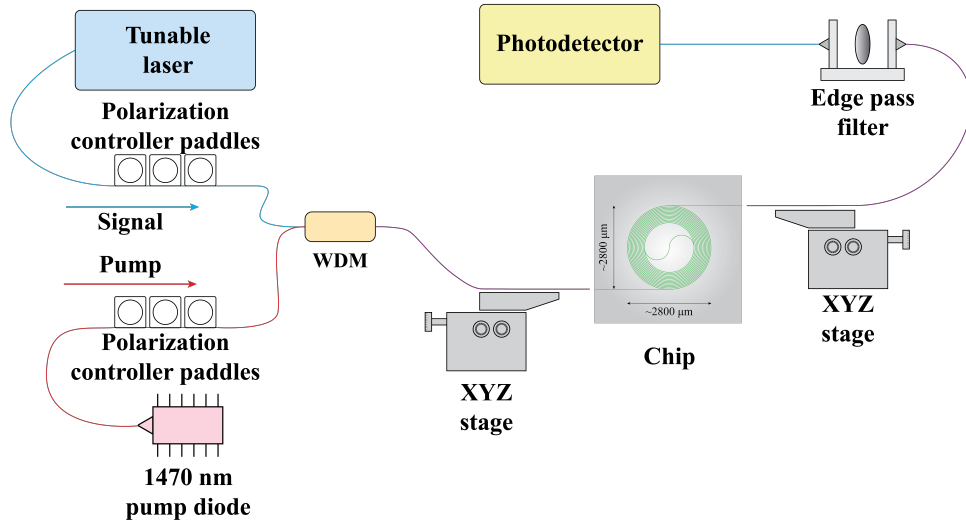 Tunable
laser
Photodetector
Edge pass
filter
Polarization
controller paddles
Signal
Pump
WDM
Polarization
controller paddles
1470 nm
pump diode
XYZ
stage
~2800 µm
~2800 µm
Chip
XYZ
stage